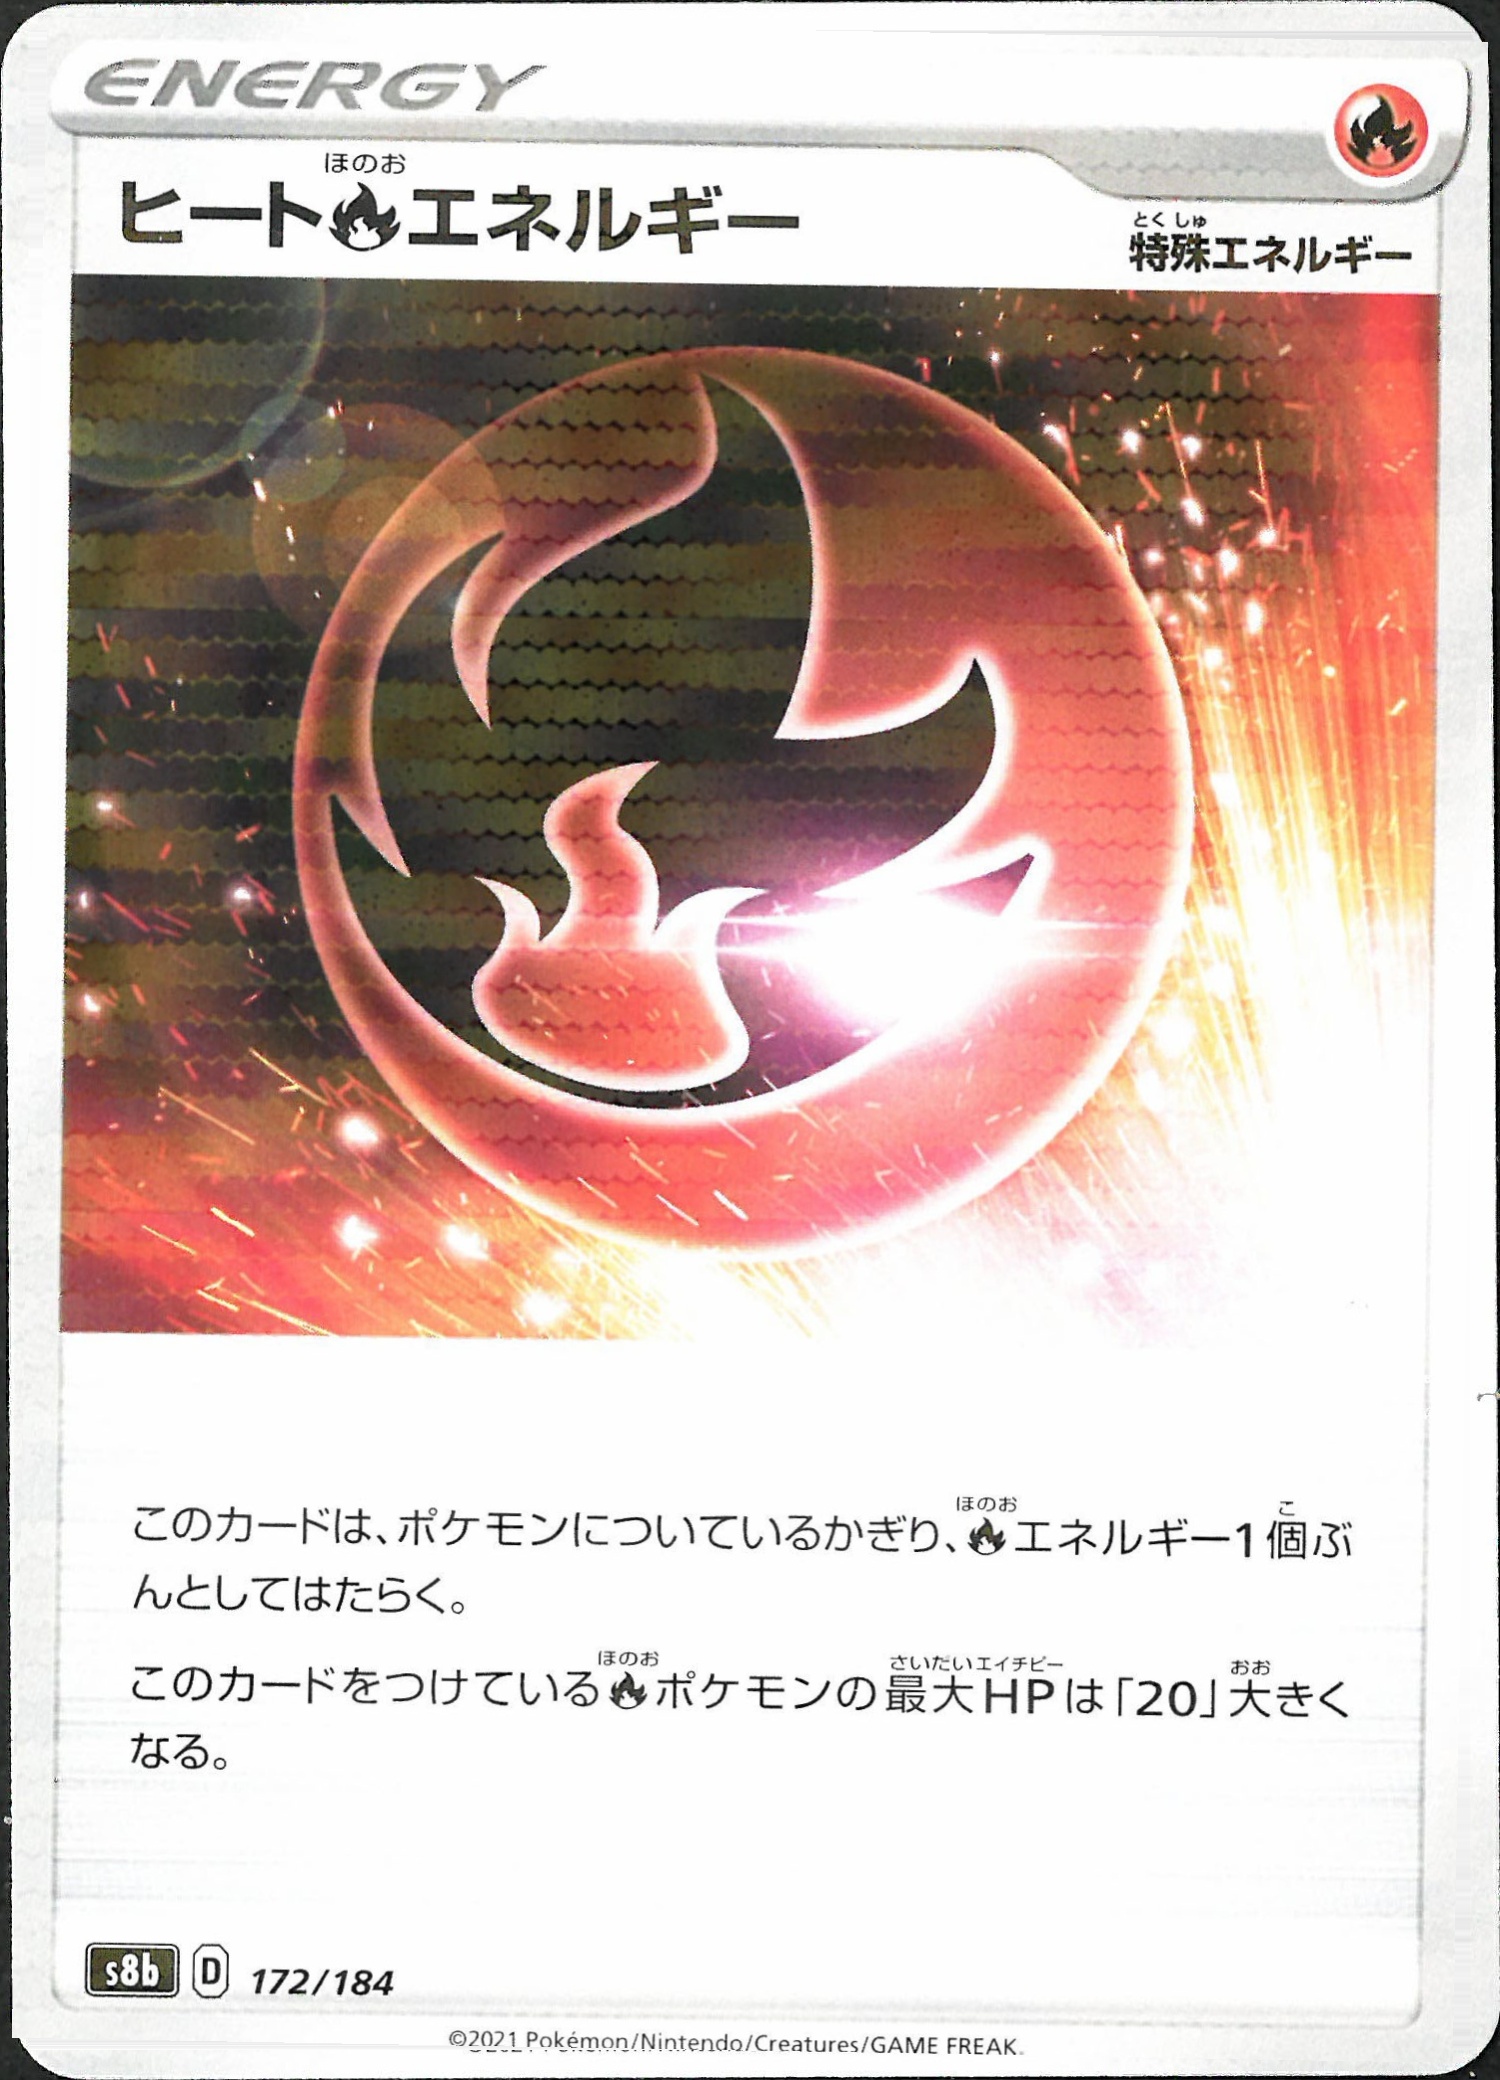 ENERGY
ほのお
ヒートエネルギー
とくしゅ
特殊エネルギー
ほのお こ
このカードは、ポケモンについているかぎり、エネルギー1個ぶ
んとしてはたらく。
ほのお さいだいエイチピー おお
このカードをつけているポケモンの最大HPは「20」大きく
なる。
s8b D 172/184
©2021 Pokémon/Nintendo/Creatures/GAME FREAK.